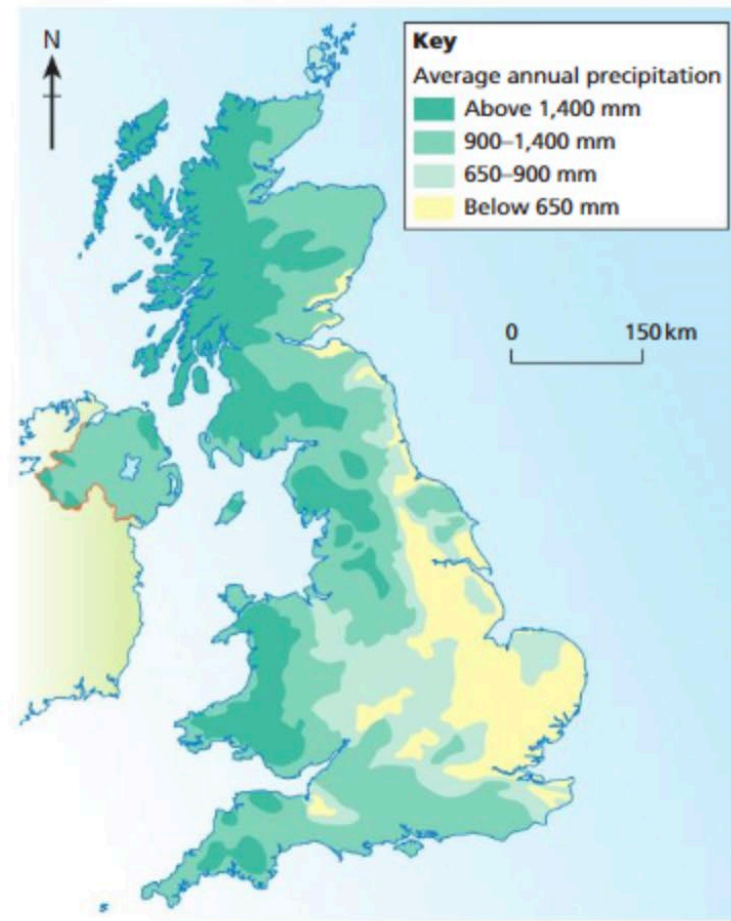 N
Key
Average annual precipitation
Above 1,400 mm
900–1,400 mm
650–900 mm
Below 650 mm
0 150 km